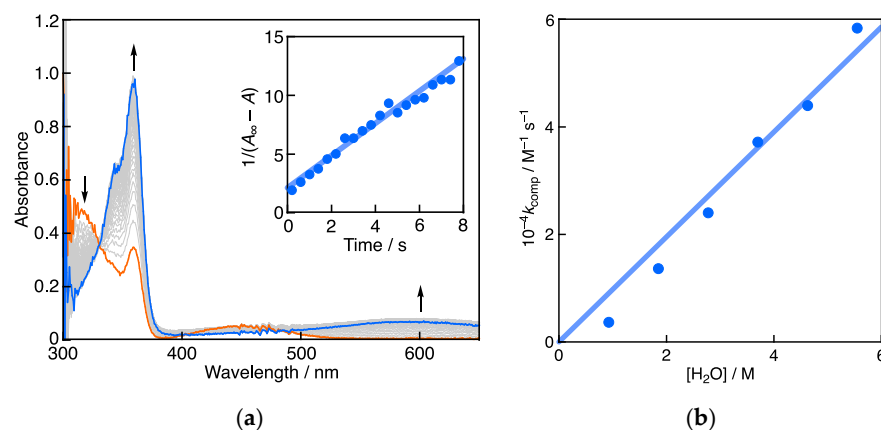 (a)
1.2
1.0
0.8
0.6
0.4
0.2
0
Absorbance
300
400
500
600
Wavelength / nm
15
10
5
0
1/(A∞ – A)
0
2
4
6
8
Time / s
(b)
6
4
2
0
10⁻⁴k_comp / M⁻¹ s⁻¹
0
2
4
6
[H₂O] / M
(a)
(b)